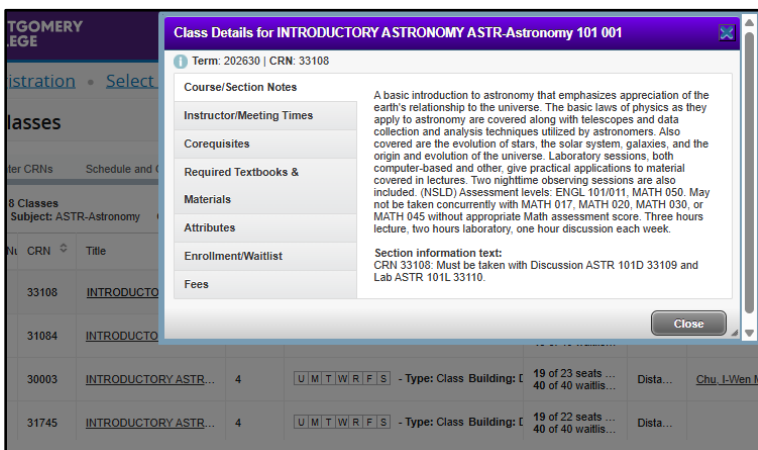 TGOMERY
EGE
istration • Select
lasses
ter CRNs Schedule and
8 Classes
Subject: ASTR-Astronomy
CRN Title
33108 INTRODUCTO
31084 INTRODUCTO
30003 INTRODUCTORY ASTR... 4 U M T W R F S - Type: Class Building: 19 of 23 seats ... Dista... Chu, I-Wen
40 of 40 waitlis...
31745 INTRODUCTORY ASTR... 4 U M T W R F S - Type: Class Building: 19 of 22 seats ... Dista...
40 of 40 waitlis...
Class Details for INTRODUCTORY ASTRONOMY ASTR-Astronomy 101 001
Term: 202630 | CRN: 33108
Course/Section Notes
Instructor/Meeting Times
Corequisites
Required Textbooks &
Materials
Attributes
Enrollment/Waitlist
Fees
A basic introduction to astronomy that emphasizes appreciation of the
earth's relationship to the universe. The basic laws of physics as they
apply to astronomy are covered along with telescopes and data
collection and analysis techniques utilized by astronomers. Also
covered are the evolution of stars, the solar system, galaxies, and the
origin and evolution of the universe. Laboratory sessions, both
computer-based and other, give practical applications to material
covered in lectures. Two nighttime observing sessions are also
included. (NSLD) Assessment levels: ENGL 101/011, MATH 050. May
not be taken concurrently with MATH 017, MATH 020, MATH 030, or
MATH 045 without appropriate Math assessment score. Three hours
lecture, two hours laboratory, one hour discussion each week.
Section information text:
CRN 33108: Must be taken with Discussion ASTR 101D 33109 and
Lab ASTR 101L 33110.
Close